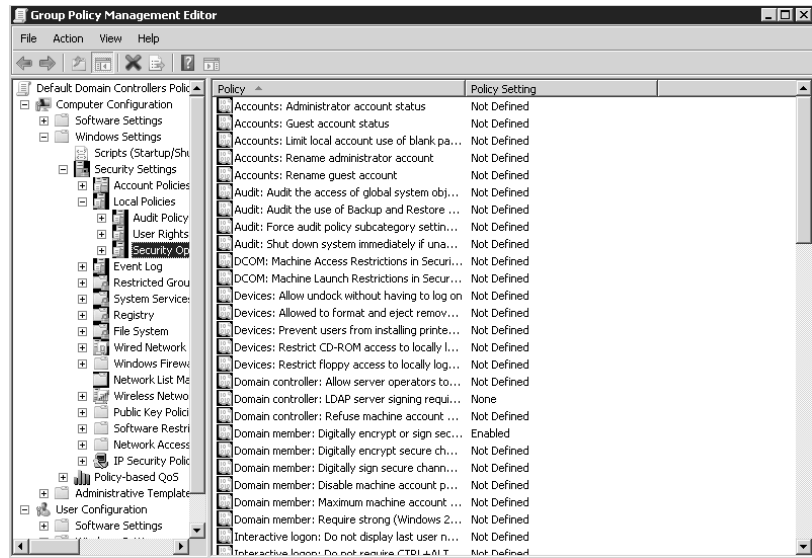 Group Policy Management Editor
File Action View Help
Default Domain Controllers Polic
Computer Configuration
Software Settings
Windows Settings
Scripts (Startup/Shu
Security Settings
Account Policies
Local Policies
Audit Policy
User Rights
Security Op
Event Log
Restricted Grou
System Service
Registry
File System
Wired Network
Windows Firewa
Network List Ma
Wireless Netwo
Public Key Polici
Software Restri
Network Access
IP Security Polic
Policy-based QoS
Administrative Template
User Configuration
Software Settings
Policy Policy Setting
Accounts: Administrator account status Not Defined
Accounts: Guest account status Not Defined
Accounts: Limit local account use of blank pa... Not Defined
Accounts: Rename administrator account Not Defined
Accounts: Rename guest account Not Defined
Audit: Audit the access of global system obj... Not Defined
Audit: Audit the use of Backup and Restore ... Not Defined
Audit: Force audit policy subcategory settin... Not Defined
Audit: Shut down system immediately if una... Not Defined
DCOM: Machine Access Restrictions in Securi... Not Defined
DCOM: Machine Launch Restrictions in Secur... Not Defined
Devices: Allow undock without having to log on Not Defined
Devices: Allowed to format and eject remov... Not Defined
Devices: Prevent users from installing printe... Not Defined
Devices: Restrict CD-ROM access to locally l... Not Defined
Devices: Restrict floppy access to locally log... Not Defined
Domain controller: Allow server operators to... Not Defined
Domain controller: LDAP server signing requi... None
Domain controller: Refuse machine account ... Not Defined
Domain member: Digitally encrypt or sign sec... Enabled
Domain member: Digitally encrypt secure ch... Not Defined
Domain member: Digitally sign secure chann... Not Defined
Domain member: Disable machine account p... Not Defined
Domain member: Maximum machine account ... Not Defined
Domain member: Require strong (Windows 2... Not Defined
Interactive logon: Do not display last user n... Not Defined
Interactive logon: Do not require CTRL+ALT Not Defined